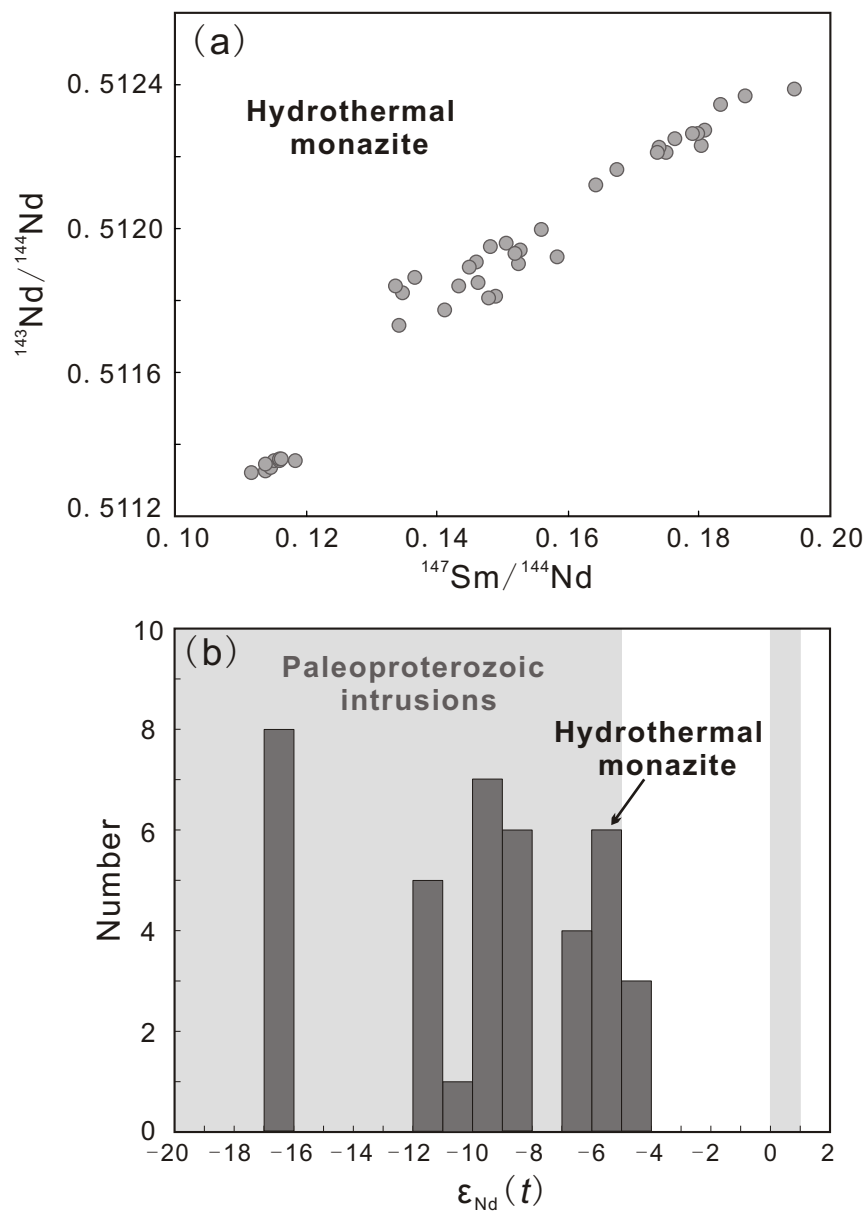 (a)
Hydrothermal
monazite
0. 5124
0. 5120
0. 5116
0. 5112
¹⁴³Nd/¹⁴⁴Nd
0. 10 0. 12 0. 14 0. 16 0. 18 0. 20
¹⁴⁷Sm/¹⁴⁴Nd
(b)
Paleoproterozoic
intrusions
Hydrothermal
monazite
10
8
6
4
2
0
Number
−20 −18 −16 −14 −12 −10 −8 −6 −4 −2 0 2
εNd(t)